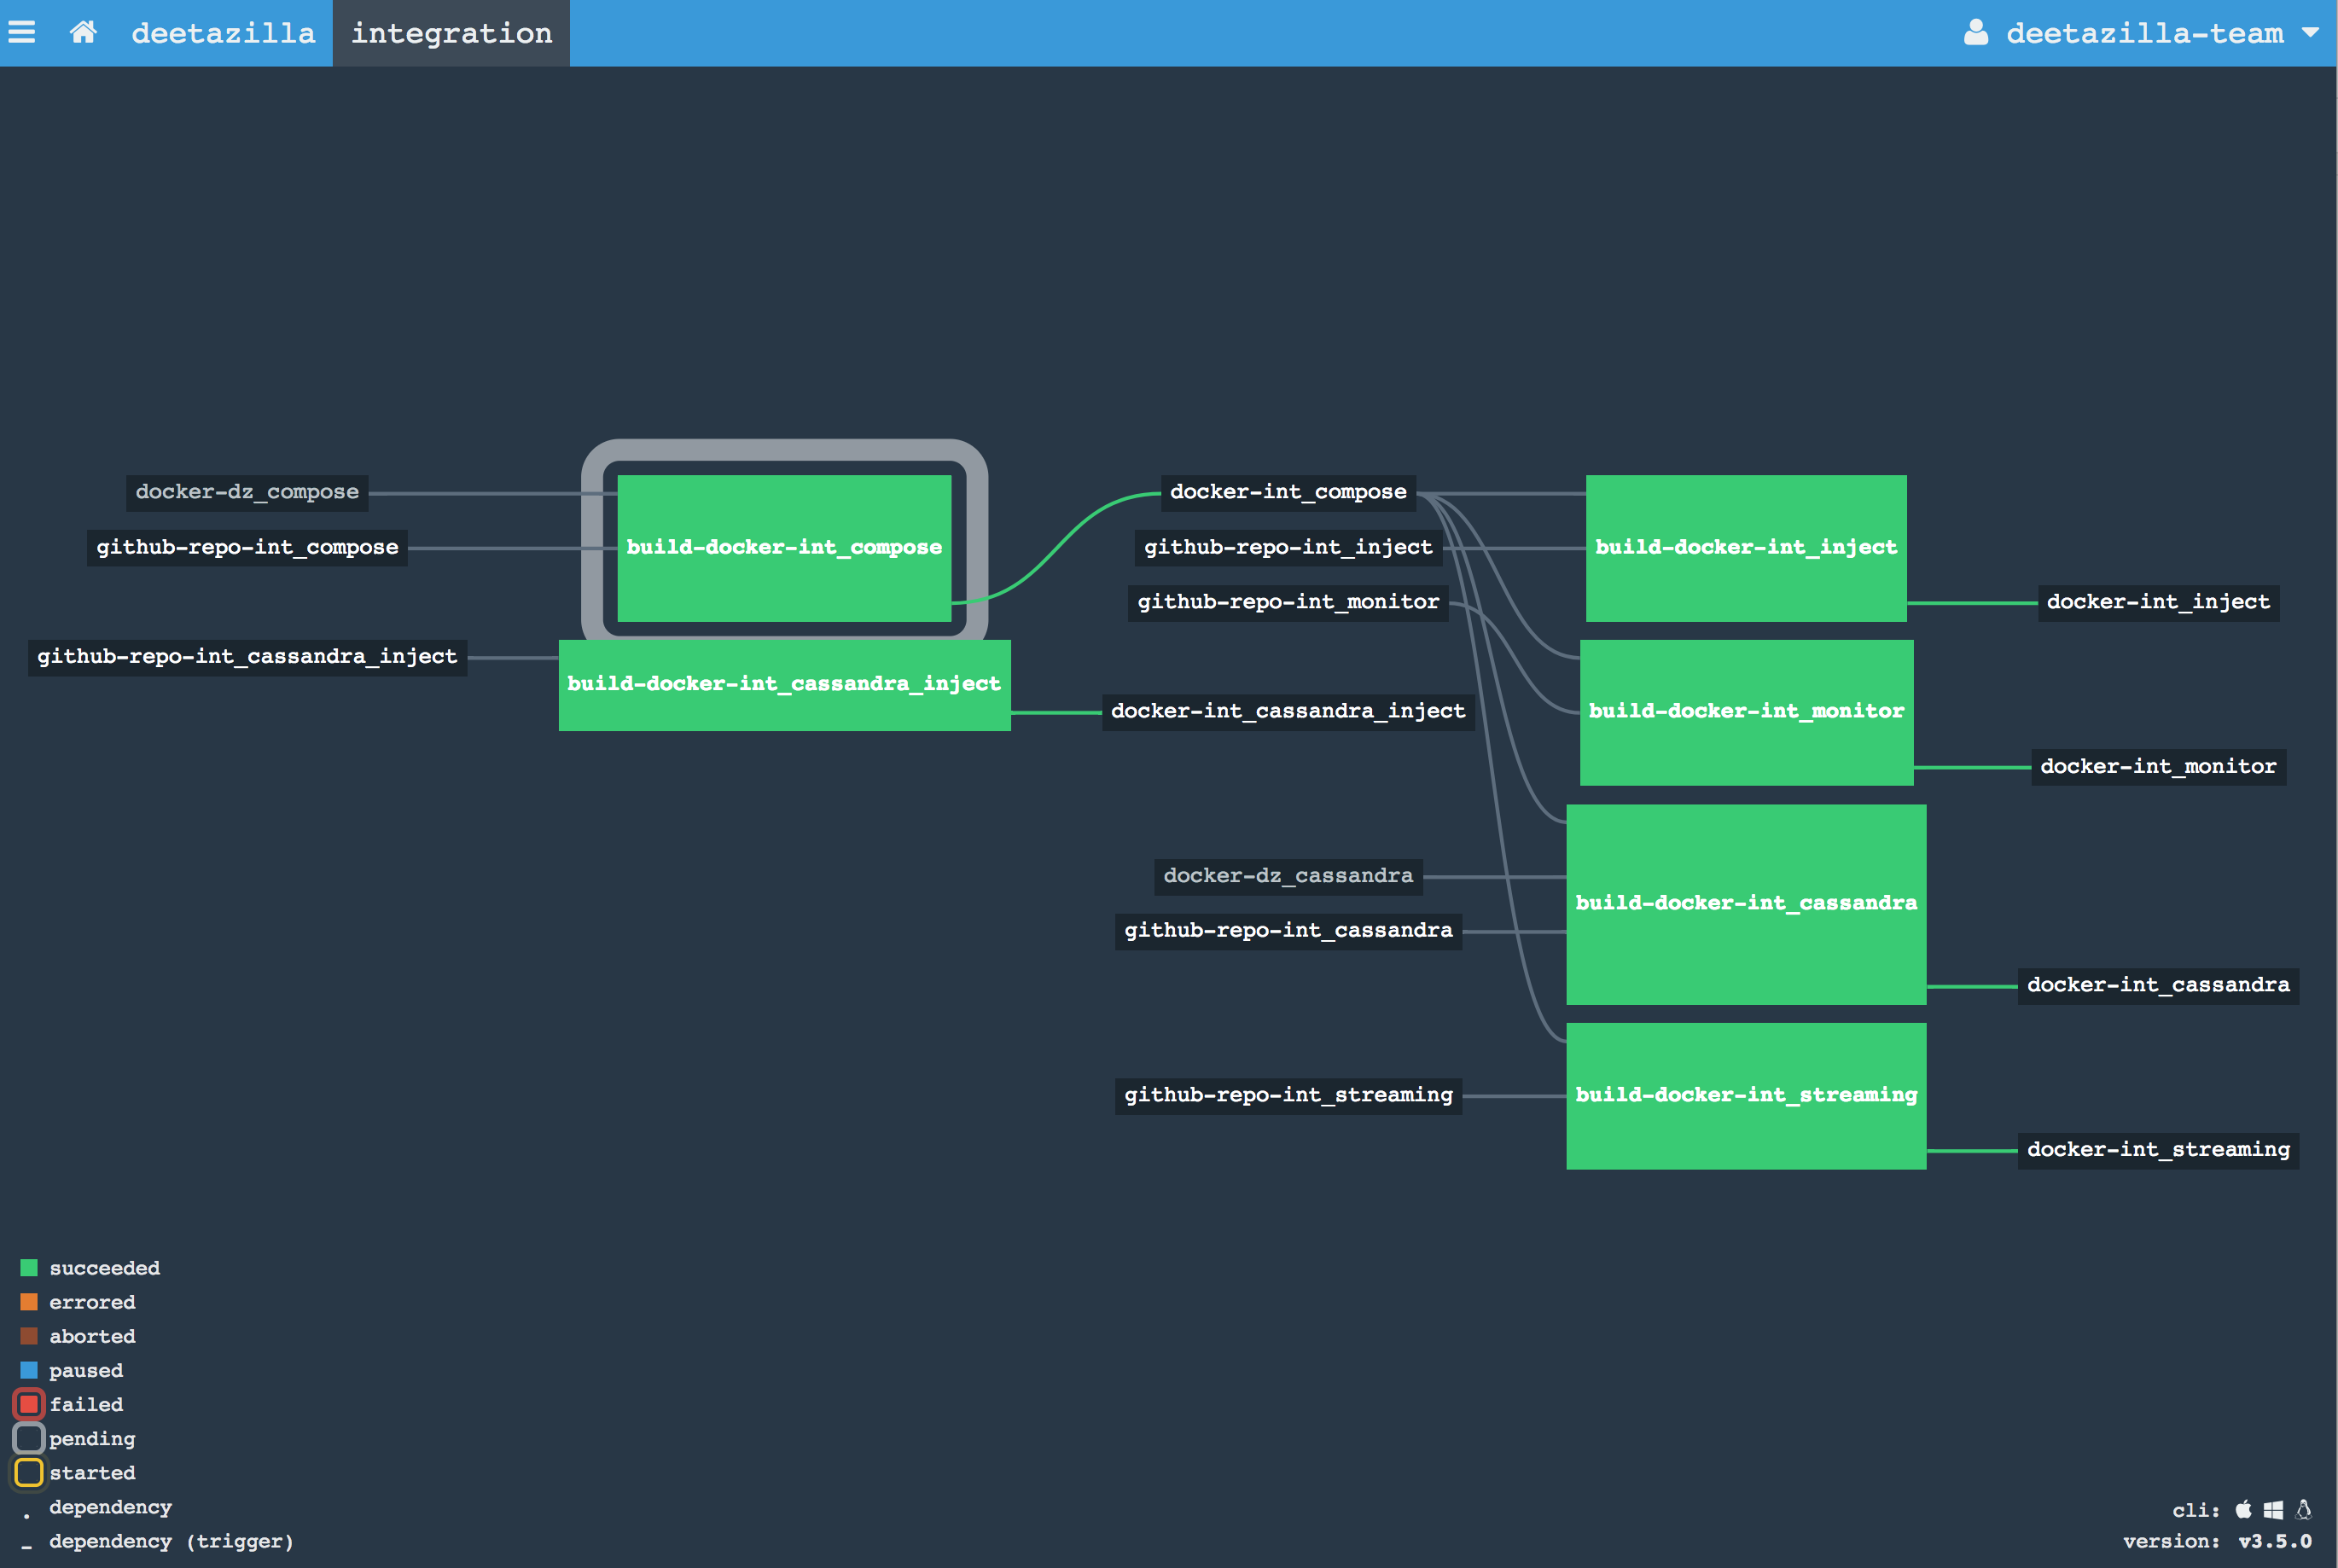 deetazilla integration deetazilla-team
docker-dz_compose
github-repo-int_compose
github-repo-int_cassandra_inject
build-docker-int_compose
build-docker-int_cassandra_inject
docker-int_compose
github-repo-int_inject
github-repo-int_monitor
docker-int_cassandra_inject
docker-dz_cassandra
github-repo-int_cassandra
github-repo-int_streaming
build-docker-int_inject
build-docker-int_monitor
build-docker-int_cassandra
build-docker-int_streaming
docker-int_inject
docker-int_monitor
docker-int_cassandra
docker-int_streaming
succeeded
errored
aborted
paused
failed
pending
started
. dependency
– dependency (trigger)
cli:
version: v3.5.0